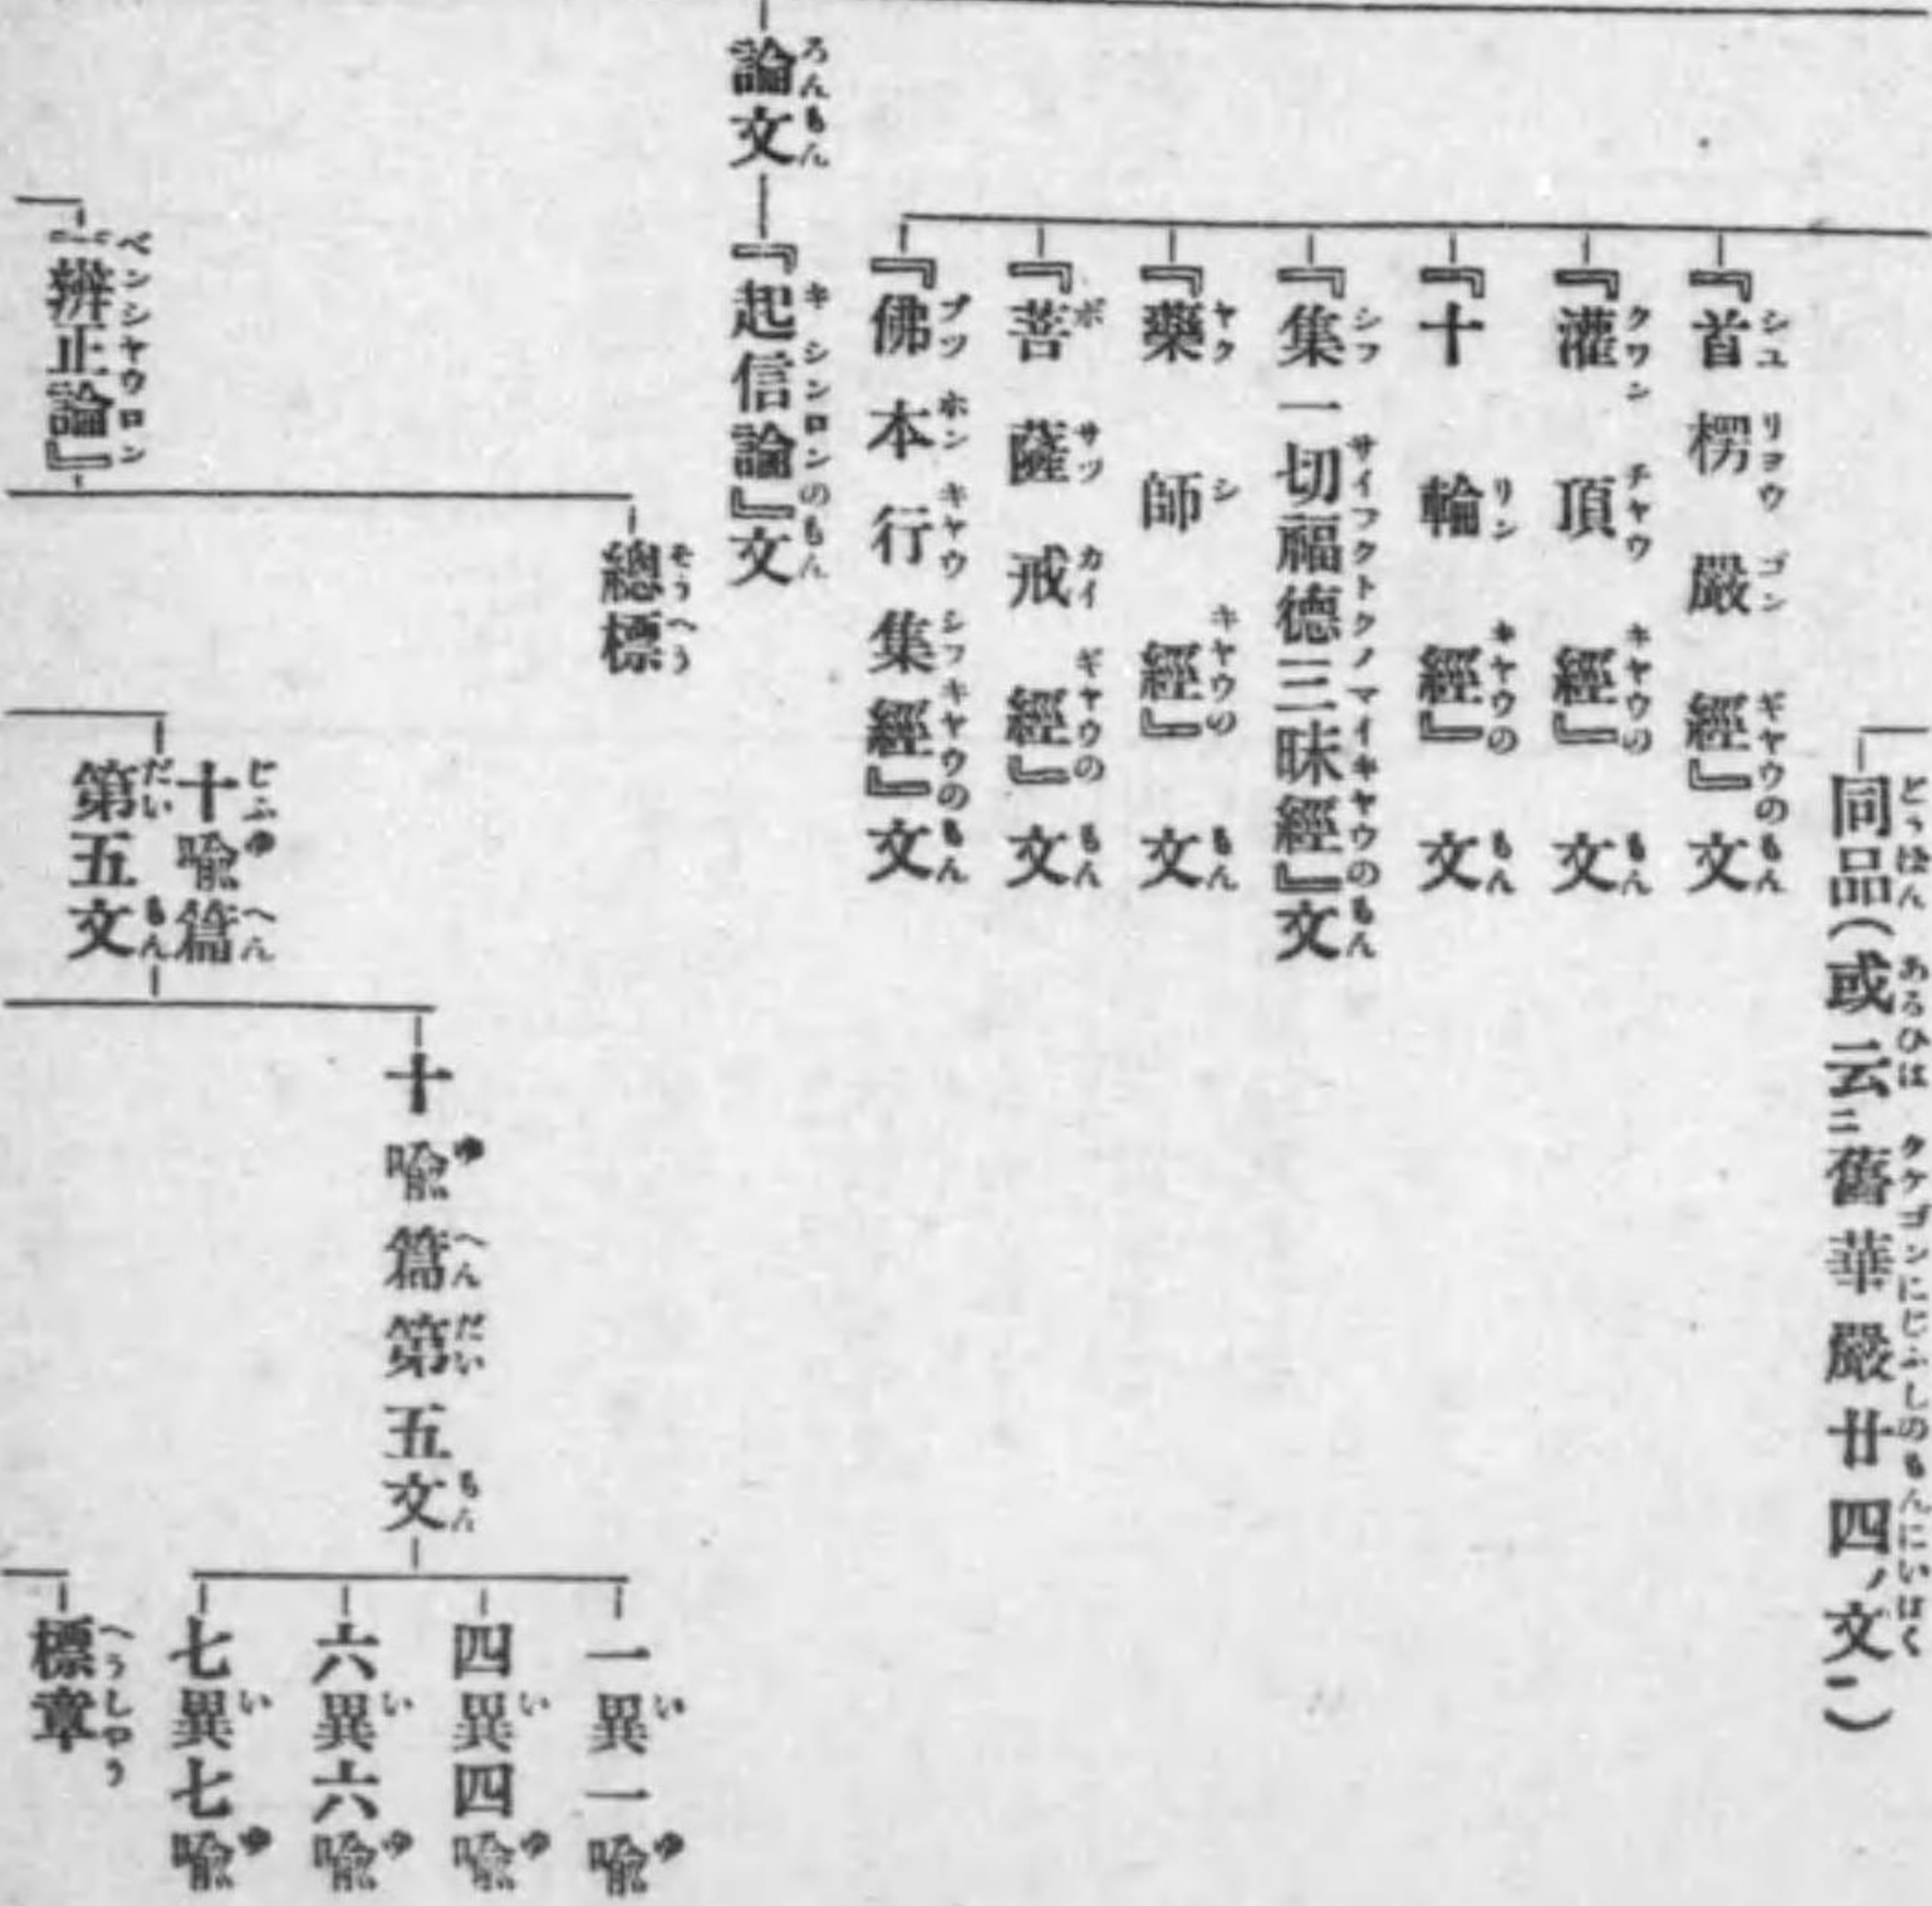 同品(或云舊華嚴廿四ノ文)
『首楞嚴經』文
『灌頂經』文
『十輪經』文
『集一切福德三昧經』文
『藥師經』文
『菩薩戒經』文
『佛本行集經』文
論文―『起信論』文
總標
一異一喩
四異四喩
六異六喩
七異七喩
十喩篇第五文
十喩篇
第五文
『辨正論』
標章